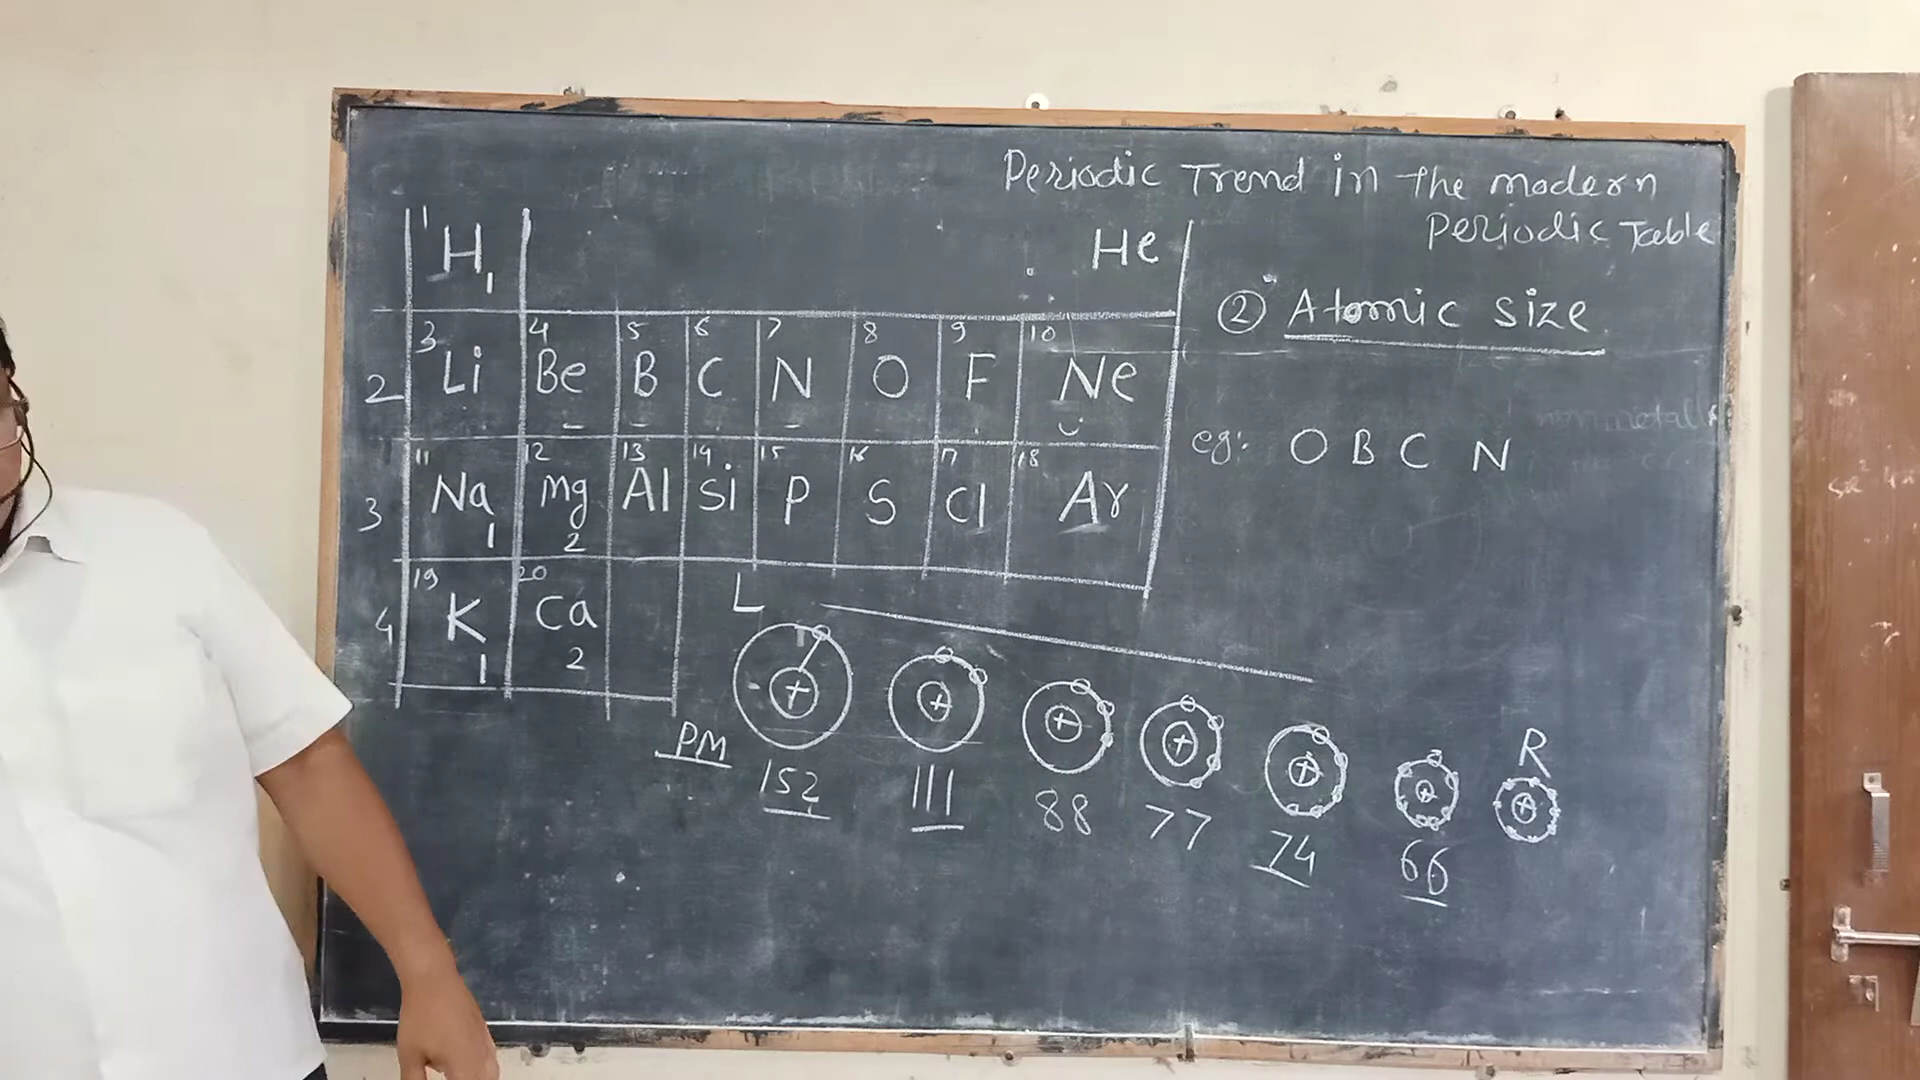 Periodic Trend in the modern
Periodic Table
1 H 1 He
② Atomic size
3 4 5 6 7 8 9 10
2 Li Be B C N O F Ne
eg: O B C N
11 12 13 14 15 16 17 18
3 Na 1 Mg 2 Al Si P S Cl Ar
19 20
4 K 1 Ca 2
L
+ + + + + + +
R
PM 152 111 88 77 74 66